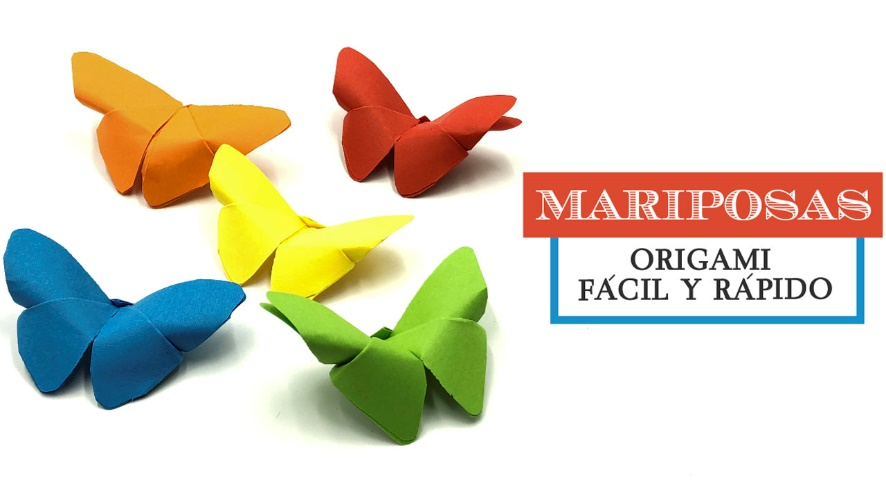 MARIPOSAS
ORIGAMI
FÁCIL Y RÁPIDO